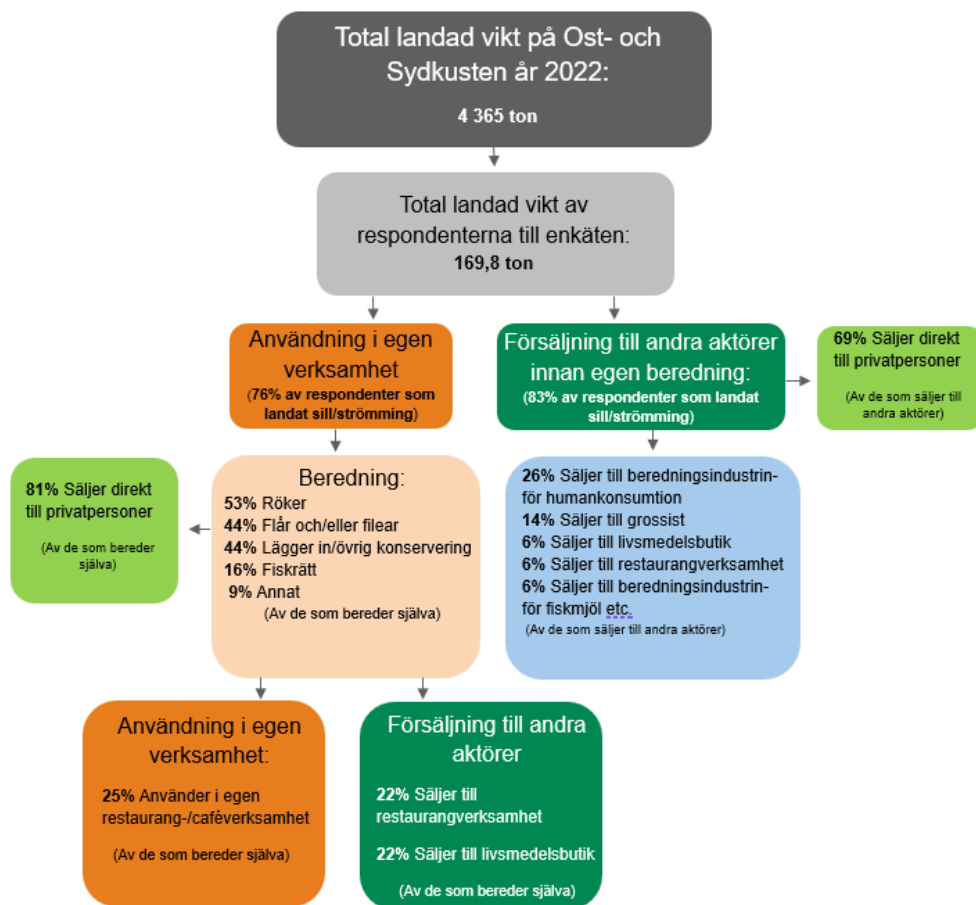 Total landad vikt på Ost- och
Sydkusten år 2022:
4 365 ton
Total landad vikt av
respondenterna till enkäten:
169,8 ton
Användning i egen
verksamhet
(76% av respondenter som
landat sill/strömming)
Försäljning till andra aktörer
innan egen beredning:
(83% av respondenter som landat
sill/strömming)
69% Säljer direkt
till privatpersoner
(Av de som säljer till
andra aktörer)
81% Säljer direkt
till privatpersoner
(Av de som bereder
själva)
Beredning:
53% Röker
44% Flår och/eller filear
44% Lägger in/övrig konservering
16% Fiskrätt
9% Annat
(Av de som bereder själva)
26% Säljer till beredningsindustrin-
för humankonsumtion
14% Säljer till grossist
6% Säljer till livsmedelsbutik
6% Säljer till restaurangverksamhet
6% Säljer till beredningsindustrin-
för fiskmjöl etc.
(Av de som säljer till andra aktörer)
Användning i egen
verksamhet:
25% Använder i egen
restaurang-/caféverksamhet
(Av de som bereder själva)
Försäljning till andra
aktörer
22% Säljer till
restaurangverksamhet
22% Säljer till livsmedelsbutik
(Av de som bereder själva)